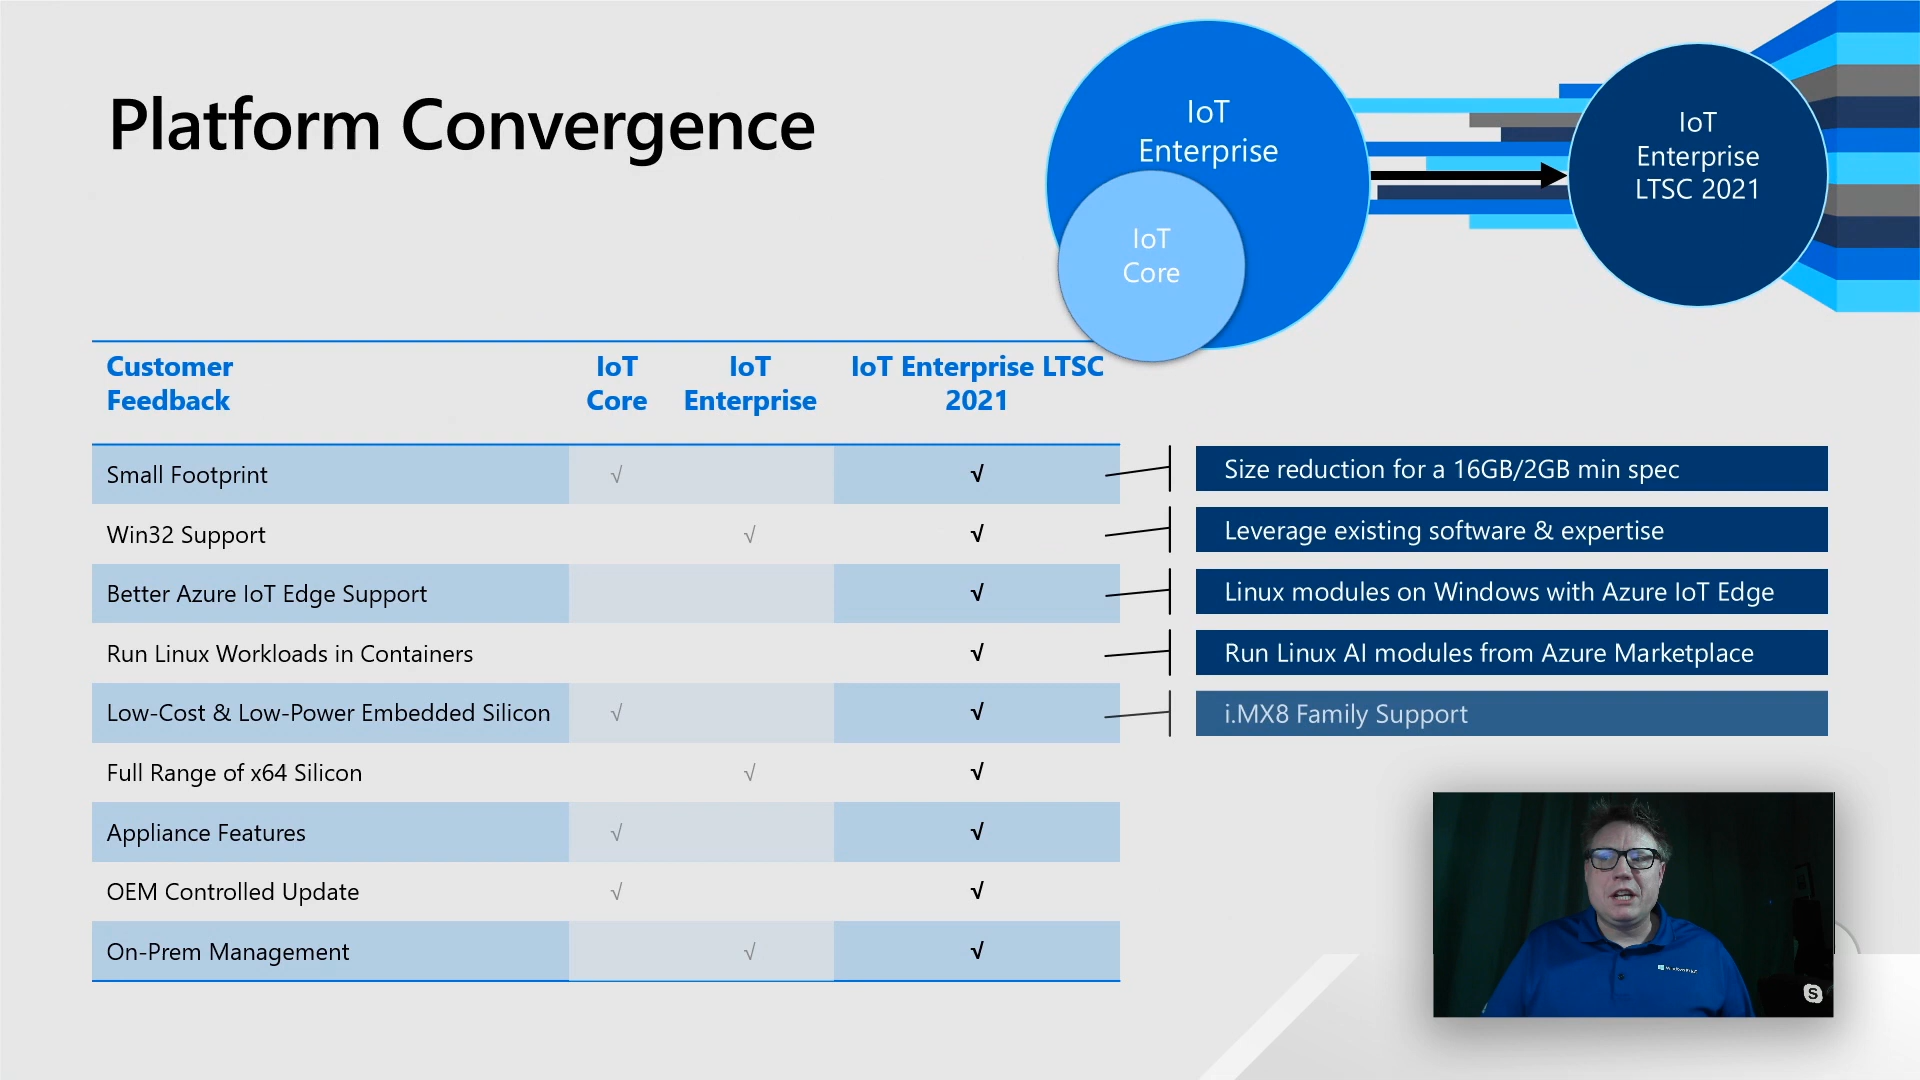 Platform Convergence
IoT
Enterprise
IoT
Core
IoT
Enterprise
LTSC 2021
Customer
Feedback
IoT
Core
IoT
Enterprise
IoT Enterprise LTSC
2021
Small Footprint √ √
Size reduction for a 16GB/2GB min spec
Win32 Support √ √
Leverage existing software & expertise
Better Azure IoT Edge Support √
Linux modules on Windows with Azure IoT Edge
Run Linux Workloads in Containers √
Run Linux AI modules from Azure Marketplace
Low-Cost & Low-Power Embedded Silicon √ √
i.MX8 Family Support
Full Range of x64 Silicon √ √
Appliance Features √ √
OEM Controlled Update √ √
On-Prem Management √ √
S